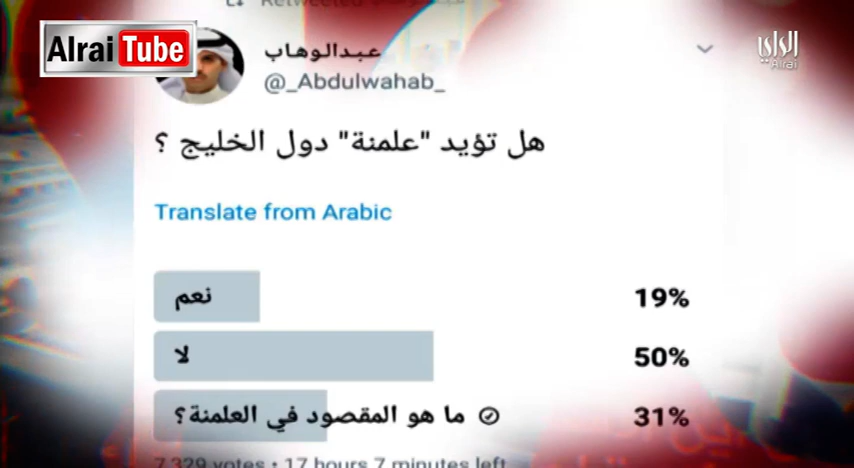 Retweeted
Alrai Tube
الراي
Alrai
عبدالوهاب
@_Abdulwahab_
هل تؤيد "علمنة" دول الخليج ؟
Translate from Arabic
نعم 19%
لا 50%
ما هو المقصود في العلمنة؟ 31%
7,329 votes • 17 hours 7 minutes left